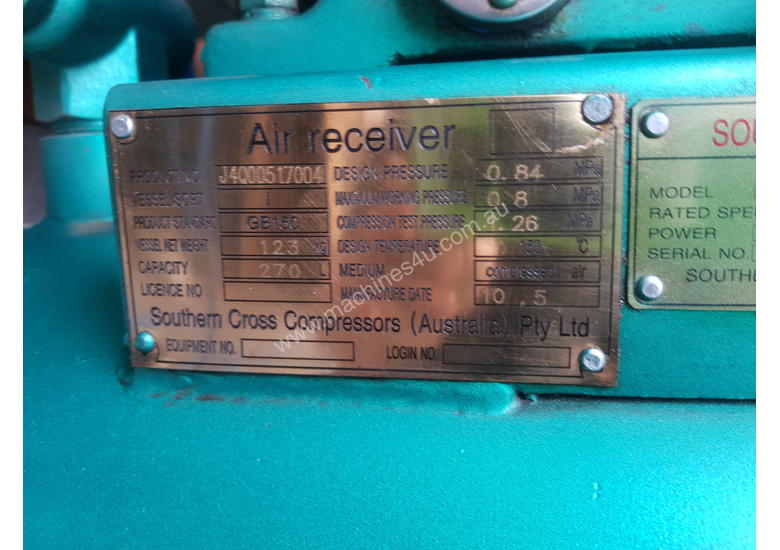 Air receiver
PRODUCT NO. J4Q00517004 DESIGN PRESSURE 0.84 MPa
VESSEL SORT I MAXIMUM WORKING PRESSURE 0.8 MPa
PRODUCT STANDARD GB150 COMPRESSION TEST PRESSURE .26 MPa
VESSEL NET WEIGHT 123 kg DESIGN TEMPERATURE 150 °C
CAPACITY 270 L MEDIUM compressed air
LICENCE NO MANUFACTURE DATE 10.5
Southern Cross Compressors (Australia) Pty Ltd
EQUIPMENT NO. LOGIN NO.
SOU
MODEL
RATED SPE
POWER
SERIAL NO.
SOUTHE
www.machines4u.com.au